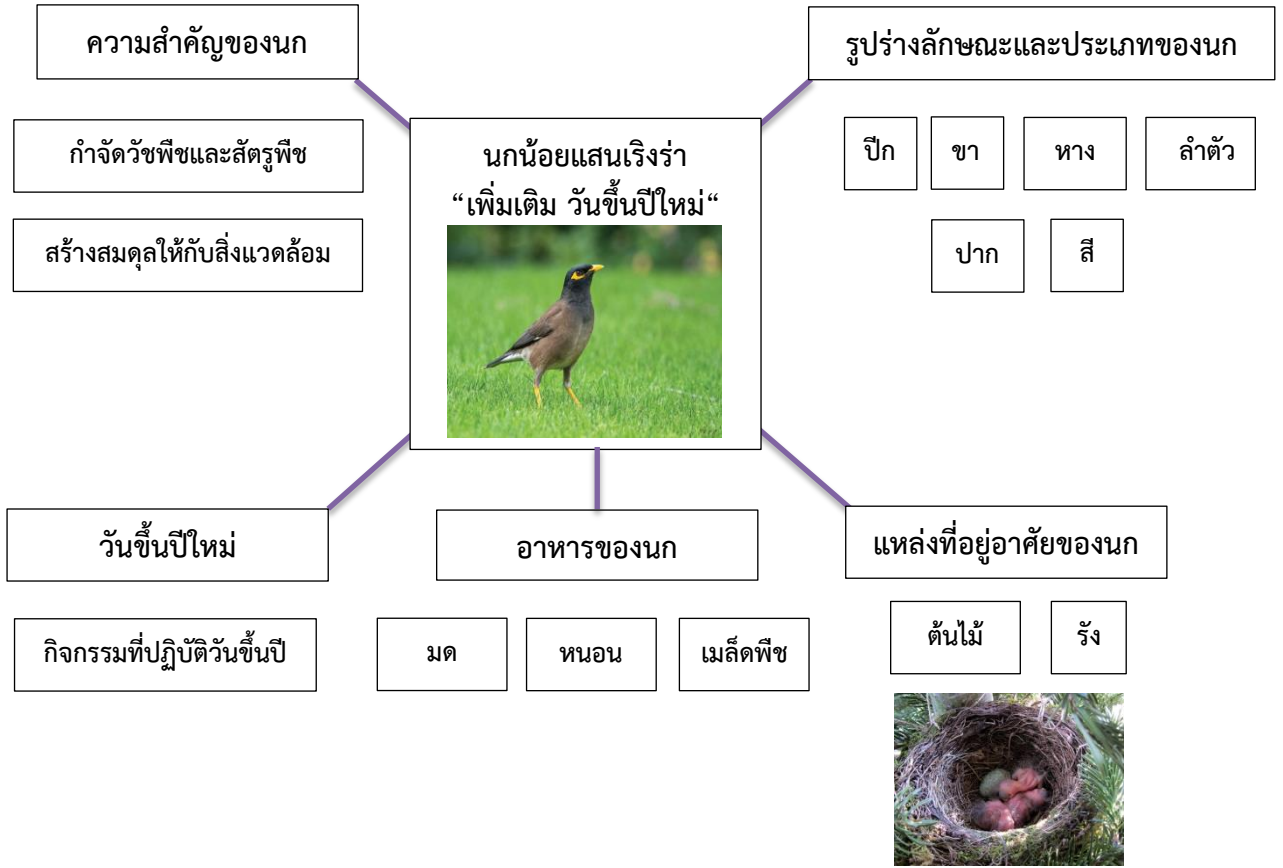 ความสำคัญของนก
รูปร่างลักษณะและประเภทของนก
กำจัดวัชพืชและสัตรูพืช
สร้างสมดุลให้กับสิ่งแวดล้อม
นกน้อยแสนเริงร่า
“เพิ่มเติม วันขึ้นปีใหม่“
ปีก
ขา
หาง
ลำตัว
ปาก
สี
วันขึ้นปีใหม่
กิจกรรมที่ปฏิบัติวันขึ้นปี
อาหารของนก
มด
หนอน
เมล็ดพืช
แหล่งที่อยู่อาศัยของนก
ต้นไม้
รัง